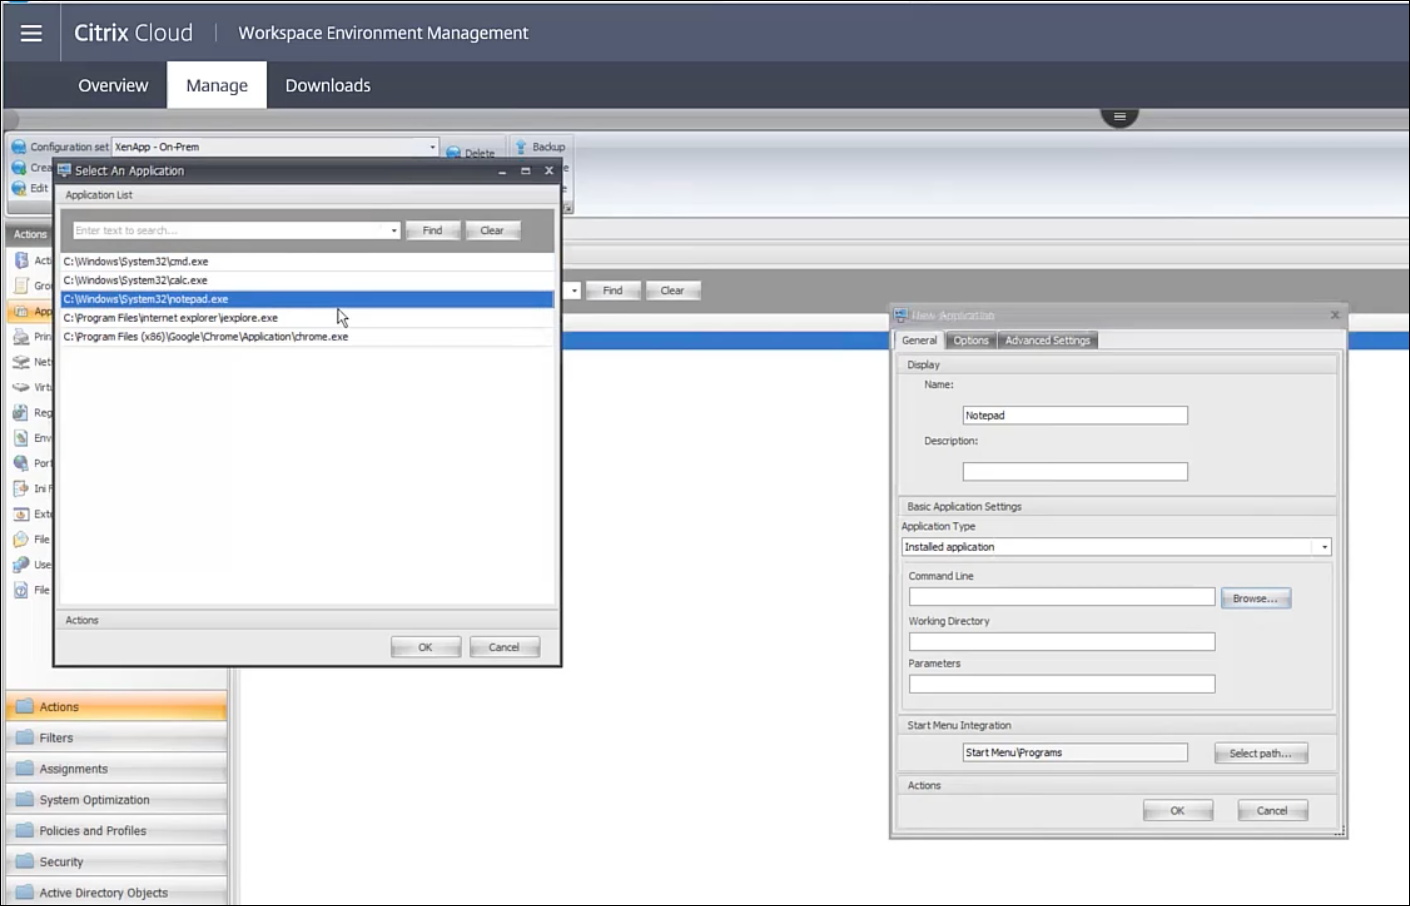 Citrix Cloud
Workspace Environment Management
Overview
Manage
Downloads
Configuration set
XenApp - On-Prem
Delete
Backup
Crea
Edit
Select An Application
Application List
Enter text to search...
Find
Clear
C:\Windows\System32\cmd.exe
C:\Windows\System32\calc.exe
C:\Windows\System32\notepad.exe
C:\Program Files\internet explorer\iexplore.exe
C:\Program Files (x86)\Google\Chrome\Application\chrome.exe
Actions
OK
Cancel
Actions
Acti
Grou
App
Prin
Netw
Virtu
Reg
Env
Port
Ini F
Exte
File
Use
File
Find
Clear
New Application
General
Options
Advanced Settings
Display
Name:
Notepad
Description:
Basic Application Settings
Application Type
Installed application
Command Line
Browse...
Working Directory
Parameters
Start Menu Integration
Start Menu\Programs
Select path...
Actions
OK
Cancel
Actions
Filters
Assignments
System Optimization
Policies and Profiles
Security
Active Directory Objects